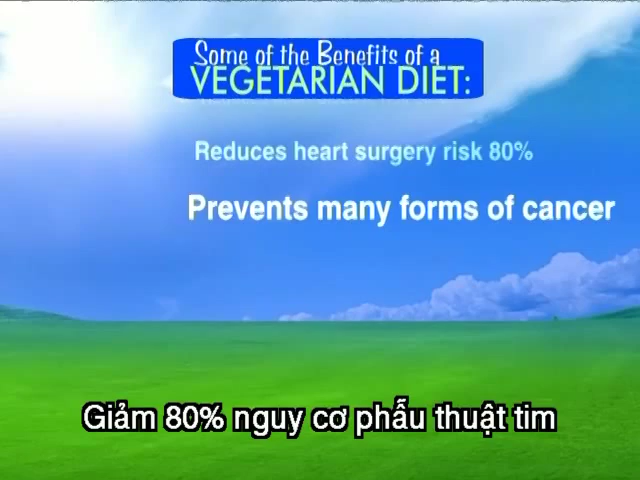 Some of the Benefits of a
VEGETARIAN DIET:
Reduces heart surgery risk 80%
Prevents many forms of cancer
Giảm 80% nguy cơ phẫu thuật tim